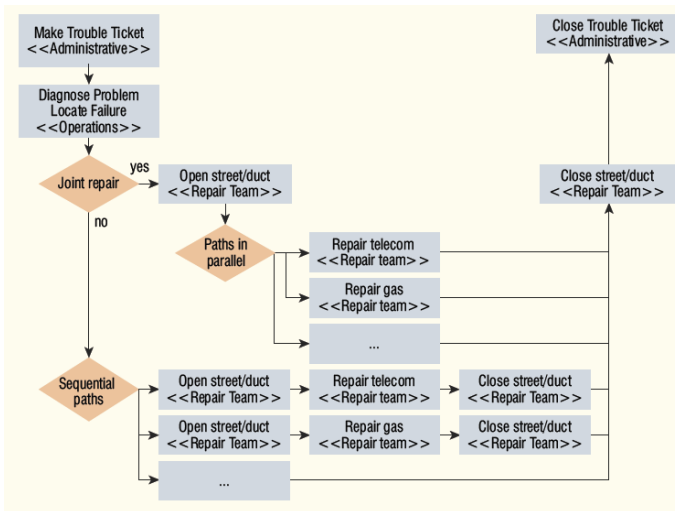 Make Trouble Ticket
<<Administrative>>
Close Trouble Ticket
<<Administrative>>
Diagnose Problem
Locate Failure
<<Operations>>
Joint repair
yes
no
Open street/duct
<<Repair Team>>
Close street/duct
<<Repair Team>>
Paths in
parallel
Repair telecom
<<Repair team>>
Repair gas
<<Repair team>>
...
Sequential
paths
Open street/duct
<<Repair Team>>
Repair telecom
<<Repair team>>
Close street/duct
<<Repair Team>>
Open street/duct
<<Repair Team>>
Repair gas
<<Repair team>>
Close street/duct
<<Repair Team>>
...